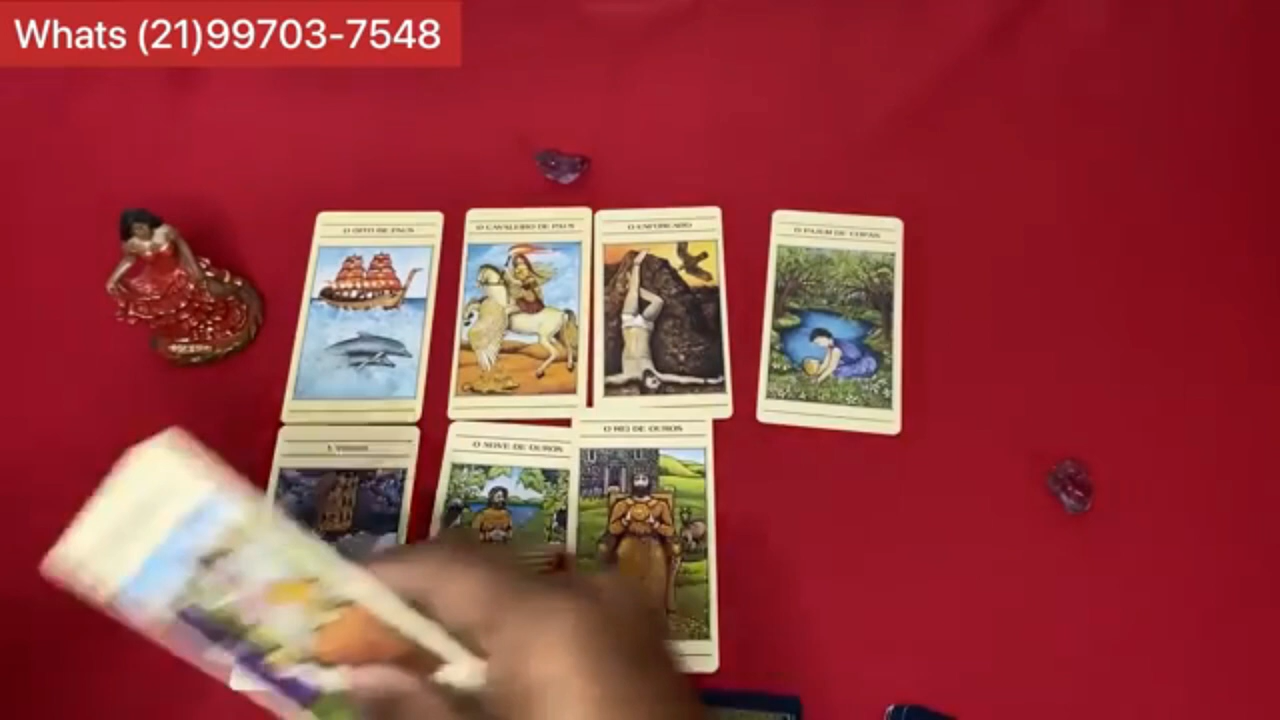 Whats (21)99703-7548
O OITO DE PAUS
O CAVALEIRO DE PAUS
O ENFORCADO
O PAJEM DE COPAS
O NOVE DE OUROS
O REI DE OUROS